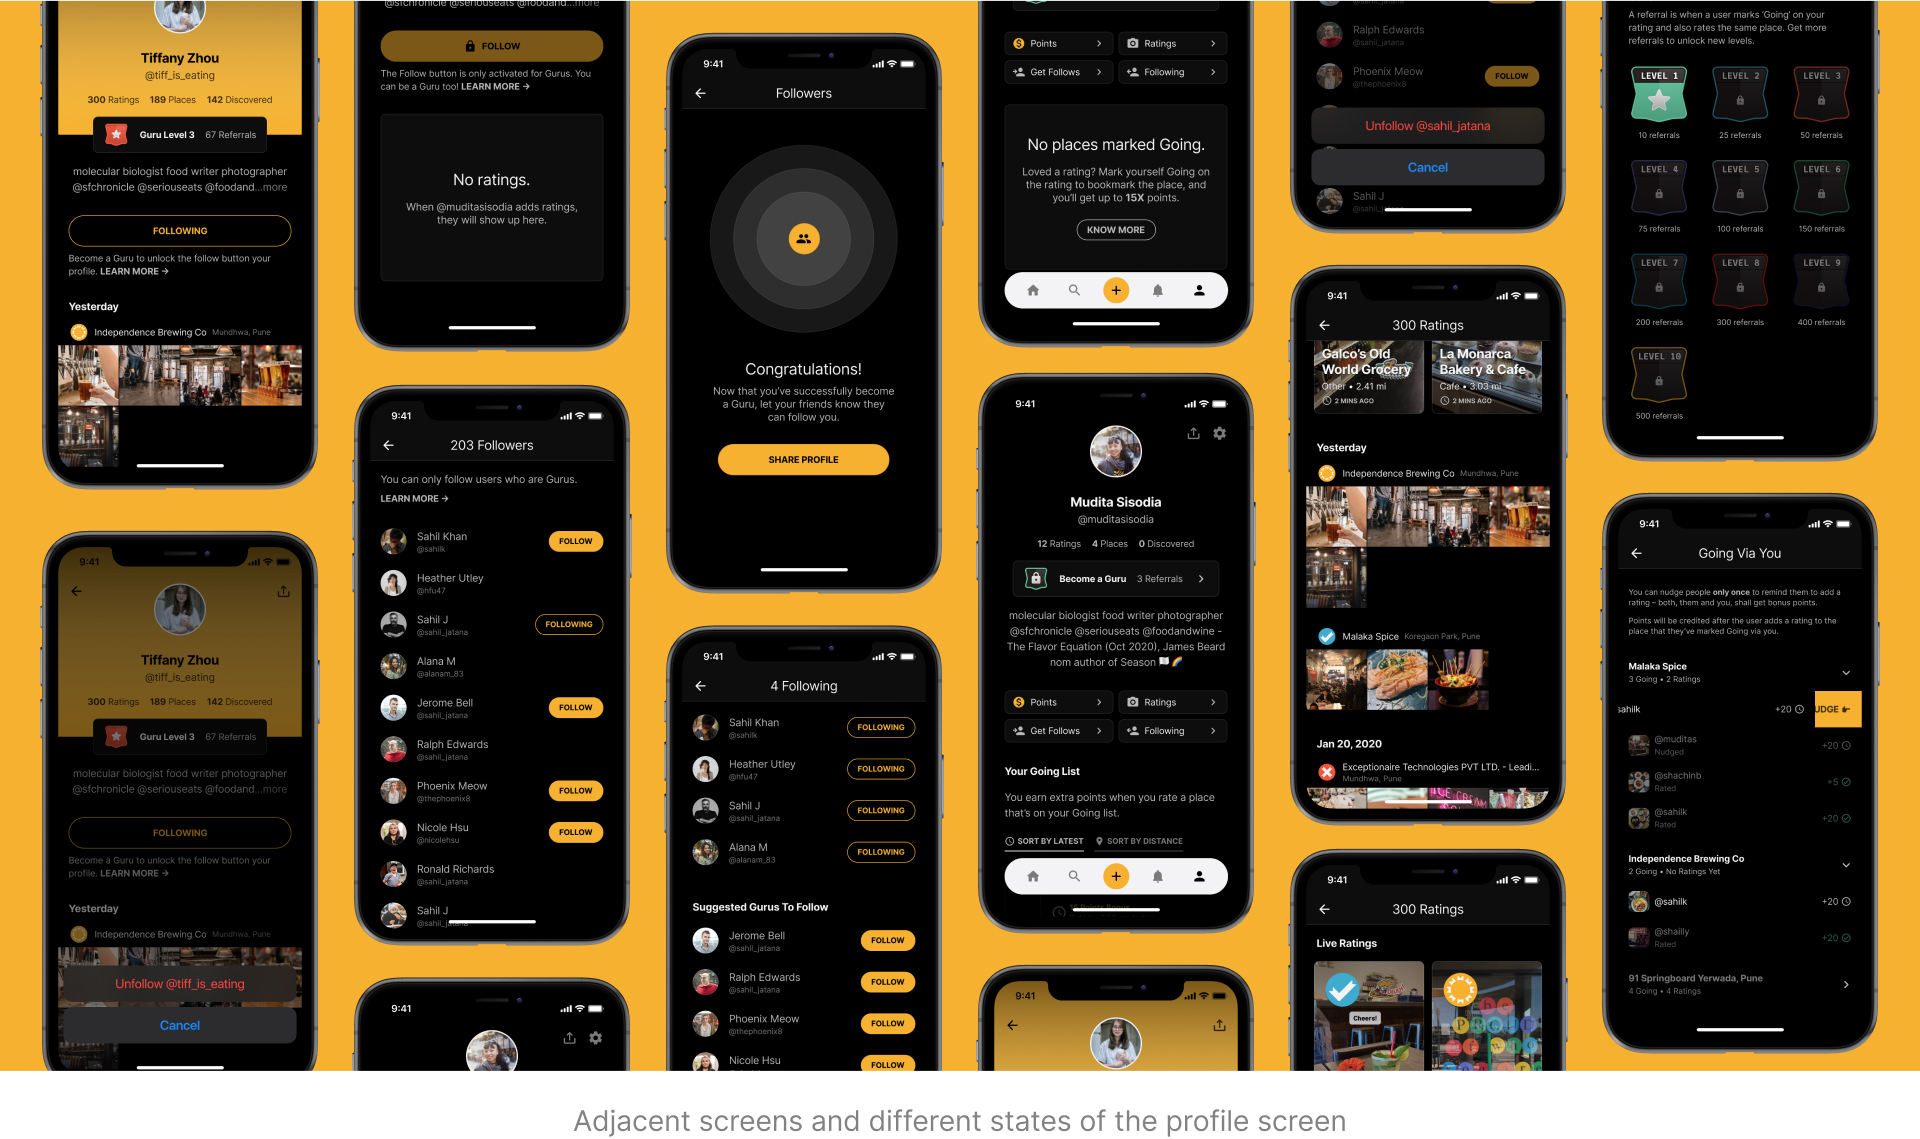 Tiffany Zhou
@tiff_is_eating
300 Ratings 189 Places 142 Discovered
Guru Level 3 67 Referrals
molecular biologist food writer photographer
@sfchronicle @seriouseats @foodand...more
FOLLOWING
Become a Guru to unlock the follow button your
profile. LEARN MORE →
Yesterday
Independence Brewing Co Mundhwa, Pune
9:41
Tiffany Zhou
@tiff_is_eating
300 Ratings 189 Places 142 Discovered
Guru Level 3 67 Referrals
molecular biologist food writer photographer
@sfchronicle @seriouseats @foodand...more
FOLLOWING
Become a Guru to unlock the follow button your
profile. LEARN MORE →
Yesterday
Independence Brewing Co Mundhwa, Pune
Unfollow @tiff_is_eating
Cancel
@sfchronicle @seriouseats @foodand...more
FOLLOW
The Follow button is only activated for Gurus. You
can be a Guru too! LEARN MORE →
No ratings.
When @muditasisodia adds ratings,
they will show up here.
9:41
203 Followers
You can only follow users who are Gurus.
LEARN MORE →
Sahil Khan
@sahilk
FOLLOW
Heather Utley
@hfu47
Sahil J
@sahil_jatana
FOLLOWING
Alana M
@alanam_83
Jerome Bell
@sahil_jatana
FOLLOW
Ralph Edwards
@sahil_jatana
Phoenix Meow
@thephoenix8
FOLLOW
Nicole Hsu
@nicolehsu
FOLLOW
Ronald Richards
@sahil_jatana
Sahil J
@sahil_jatana
9:41
9:41
Followers
Congratulations!
Now that you've successfully become
a Guru, let your friends know they
can follow you.
SHARE PROFILE
9:41
4 Following
Sahil Khan
@sahilk
FOLLOWING
Heather Utley
@hfu47
FOLLOWING
Sahil J
@sahil_jatana
FOLLOWING
Alana M
@alanam_83
FOLLOWING
Suggested Gurus To Follow
Jerome Bell
@sahil_jatana
FOLLOW
Ralph Edwards
@sahil_jatana
FOLLOW
Phoenix Meow
@thephoenix8
FOLLOW
Nicole Hsu
FOLLOW
Points
Ratings
Get Follows
Following
No places marked Going.
Loved a rating? Mark yourself Going on
the rating to bookmark the place, and
you'll get up to 15X points.
KNOW MORE
9:41
Mudita Sisodia
@muditasisodia
12 Ratings 4 Places 0 Discovered
Become a Guru 3 Referrals
molecular biologist food writer photographer
@sfchronicle @seriouseats @foodandwine -
The Flavor Equation (Oct 2020), James Beard
nom author of Season 🏳️‍🌈
Points
Ratings
Get Follows
Following
Your Going List
You earn extra points when you rate a place
that's on your Going list.
SORT BY LATEST
SORT BY DISTANCE
9:41
Ralph Edwards
@sahil_jatana
Phoenix Meow
@thephoenix8
FOLLOW
Unfollow @sahil_jatana
Cancel
Sahil J
9:41
300 Ratings
Galco's Old
World Grocery
Other • 2.41 mi
2 MINS AGO
La Monarca
Bakery & Cafe
Cafe • 3.03 mi
2 MINS AGO
Yesterday
Independence Brewing Co Mundhwa, Pune
Malaka Spice Koregaon Park, Pune
Jan 20, 2020
Exceptionaire Technologies PVT LTD. - Leadi...
Mundhwa, Pune
9:41
300 Ratings
Live Ratings
Cheers!
A referral is when a user marks 'Going' on your
rating and also rates the same place. Get more
referrals to unlock new levels.
LEVEL 1
10 referrals
LEVEL 2
25 referrals
LEVEL 3
50 referrals
LEVEL 4
75 referrals
LEVEL 5
100 referrals
LEVEL 6
150 referrals
LEVEL 7
200 referrals
LEVEL 8
300 referrals
LEVEL 9
400 referrals
LEVEL 10
500 referrals
9:41
Going Via You
You can nudge people only once to remind them to add a
rating – both, them and you, shall get bonus points.
Points will be credited after the user adds a rating to the
place that they've marked Going via you.
Malaka Spice
3 Going • 2 Ratings
sahilk
+20
UDGE
@muditas
Nudged
+20
@shachinb
Rated
+5
@sahilk
Rated
+20
Independence Brewing Co
2 Going • No Ratings Yet
@sahilk
+20
@shailly
Rated
+20
91 Springboard Yerwada, Pune
4 Going • 4 Ratings
Adjacent screens and different states of the profile screen